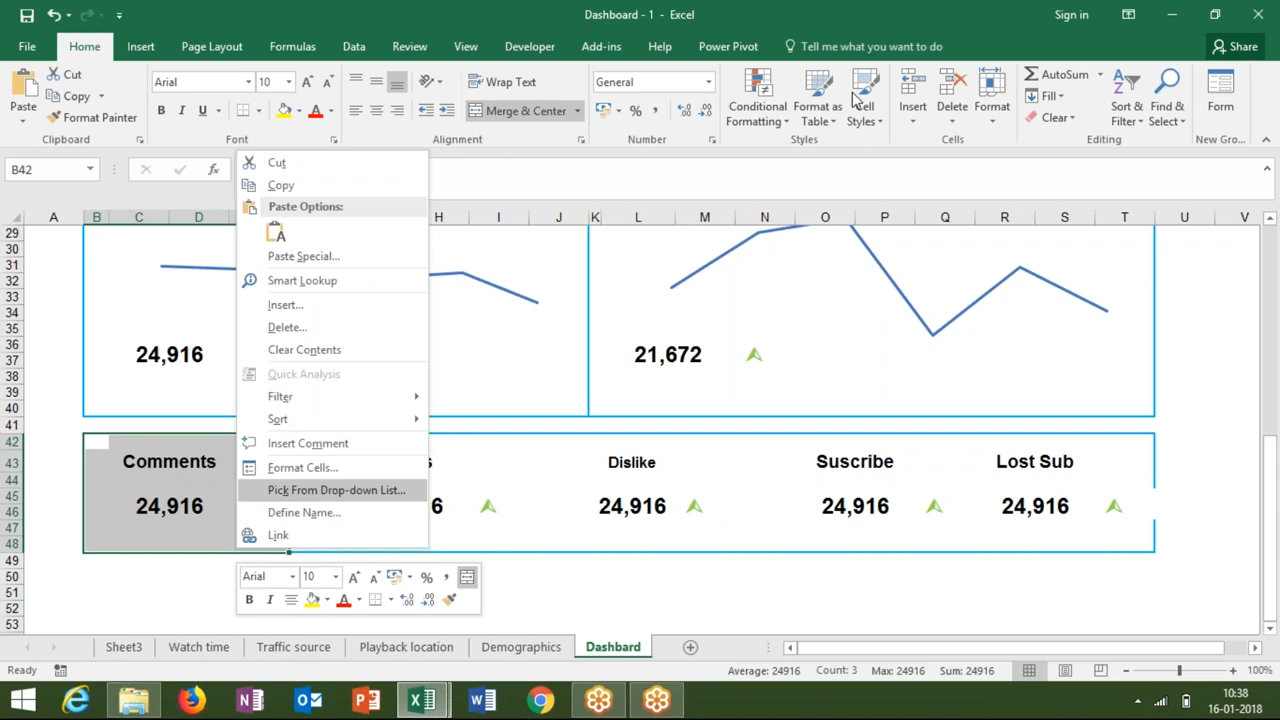 Dashboard - 1 - Excel
Sign in
File Home Insert Page Layout Formulas Data Review View Developer Add-ins Help Power Pivot Tell me what you want to do Share
Paste
Cut
Copy
Format Painter
Clipboard
Arial 10
B I U
Font
Wrap Text
Merge & Center
Alignment
General
Number
Conditional Formatting
Format as Table
Cell Styles
Styles
Insert Delete Format
Cells
AutoSum
Fill
Clear
Sort & Filter
Find & Select
Editing
Form
New Gro...
B42
fx
A B C D H I J K L M N O P Q R S T U V
29
30
31
32
33
34
35
36
37
38
39
40
41
42
43
44
45
46
47
48
49
50
51
52
53
24,916
21,672
Comments
24,916
s
6
Dislike
24,916
Suscribe
24,916
Lost Sub
24,916
Cut
Copy
Paste Options:
Paste Special...
Smart Lookup
Insert...
Delete...
Clear Contents
Quick Analysis
Filter
Sort
Insert Comment
Format Cells...
Pick From Drop-down List...
Define Name...
Link
Arial 10
B I
Sheet3 Watch time Traffic source Playback location Demographics Dashbard
Ready
Average: 24916 Count: 3 Max: 24916 Sum: 24916
100%
10:38
16-01-2018